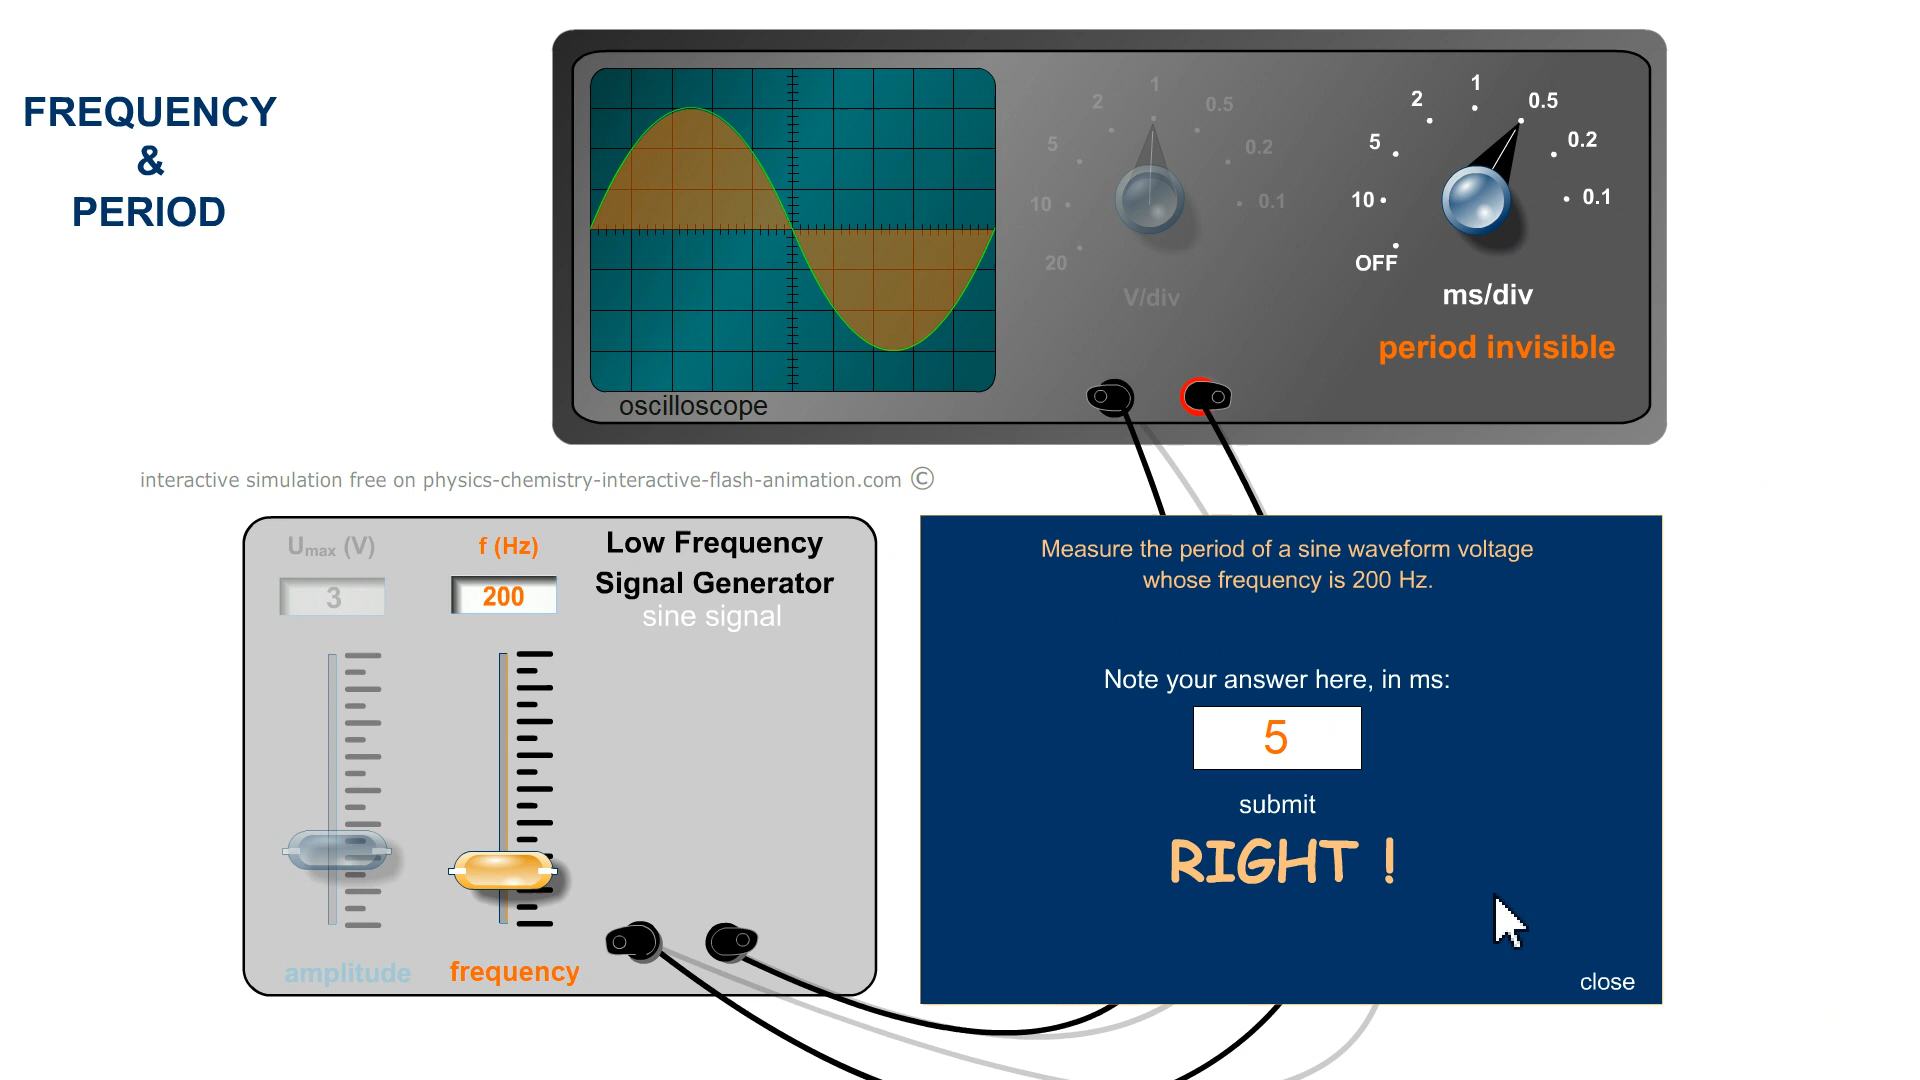 FREQUENCY
&
PERIOD
1
2
0.5
5
0.2
10
0.1
20
V/div
1
2
0.5
5
0.2
10
0.1
OFF
ms/div
period invisible
oscilloscope
interactive simulation free on physics-chemistry-interactive-flash-animation.com ©
Umax (V)
f (Hz)
3
200
Low Frequency
Signal Generator
sine signal
amplitude
frequency
Measure the period of a sine waveform voltage
whose frequency is 200 Hz.
Note your answer here, in ms:
5
submit
RIGHT !
close